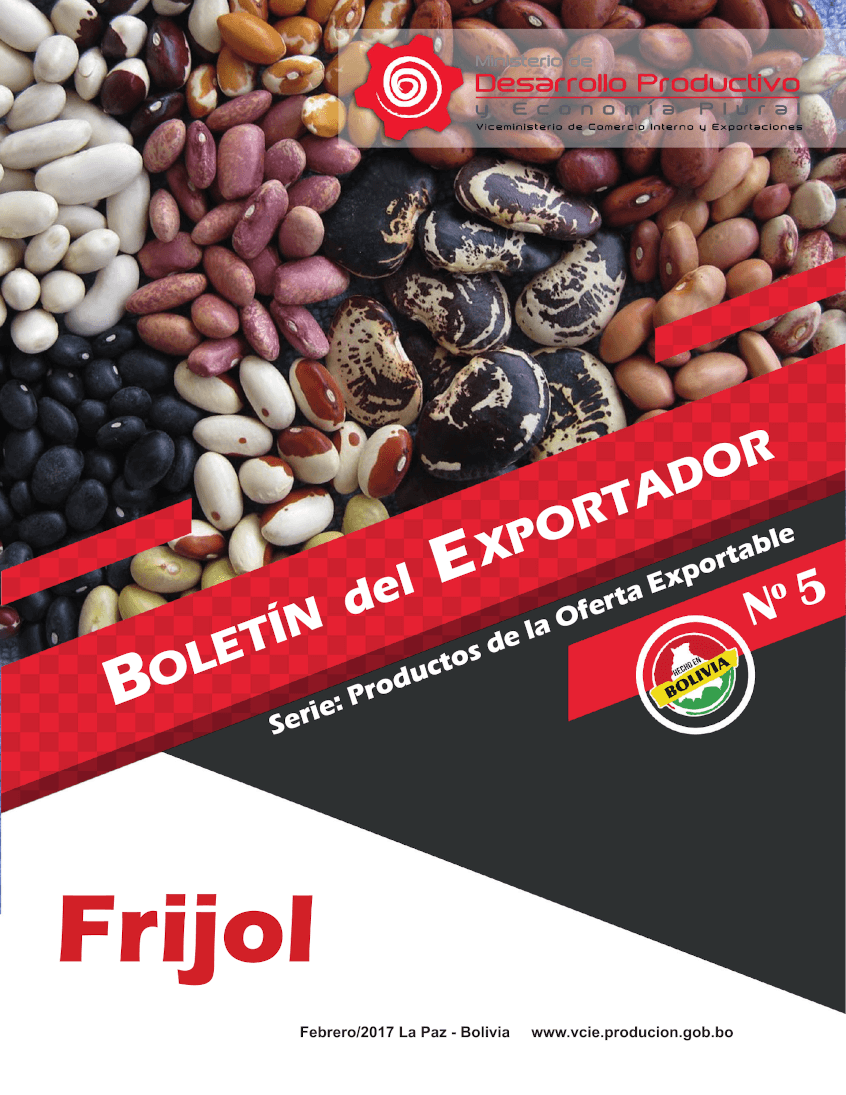 Ministerio de
Desarrollo Productivo
y Economía Plural
Viceministerio de Comercio Interno y Exportaciones
BOLETÍN del EXPORTADOR
Serie: Productos de la Oferta Exportable
Nº 5
HECHO EN
BOLIVIA
Frijol
Febrero/2017 La Paz - Bolivia www.vcie.producion.gob.bo